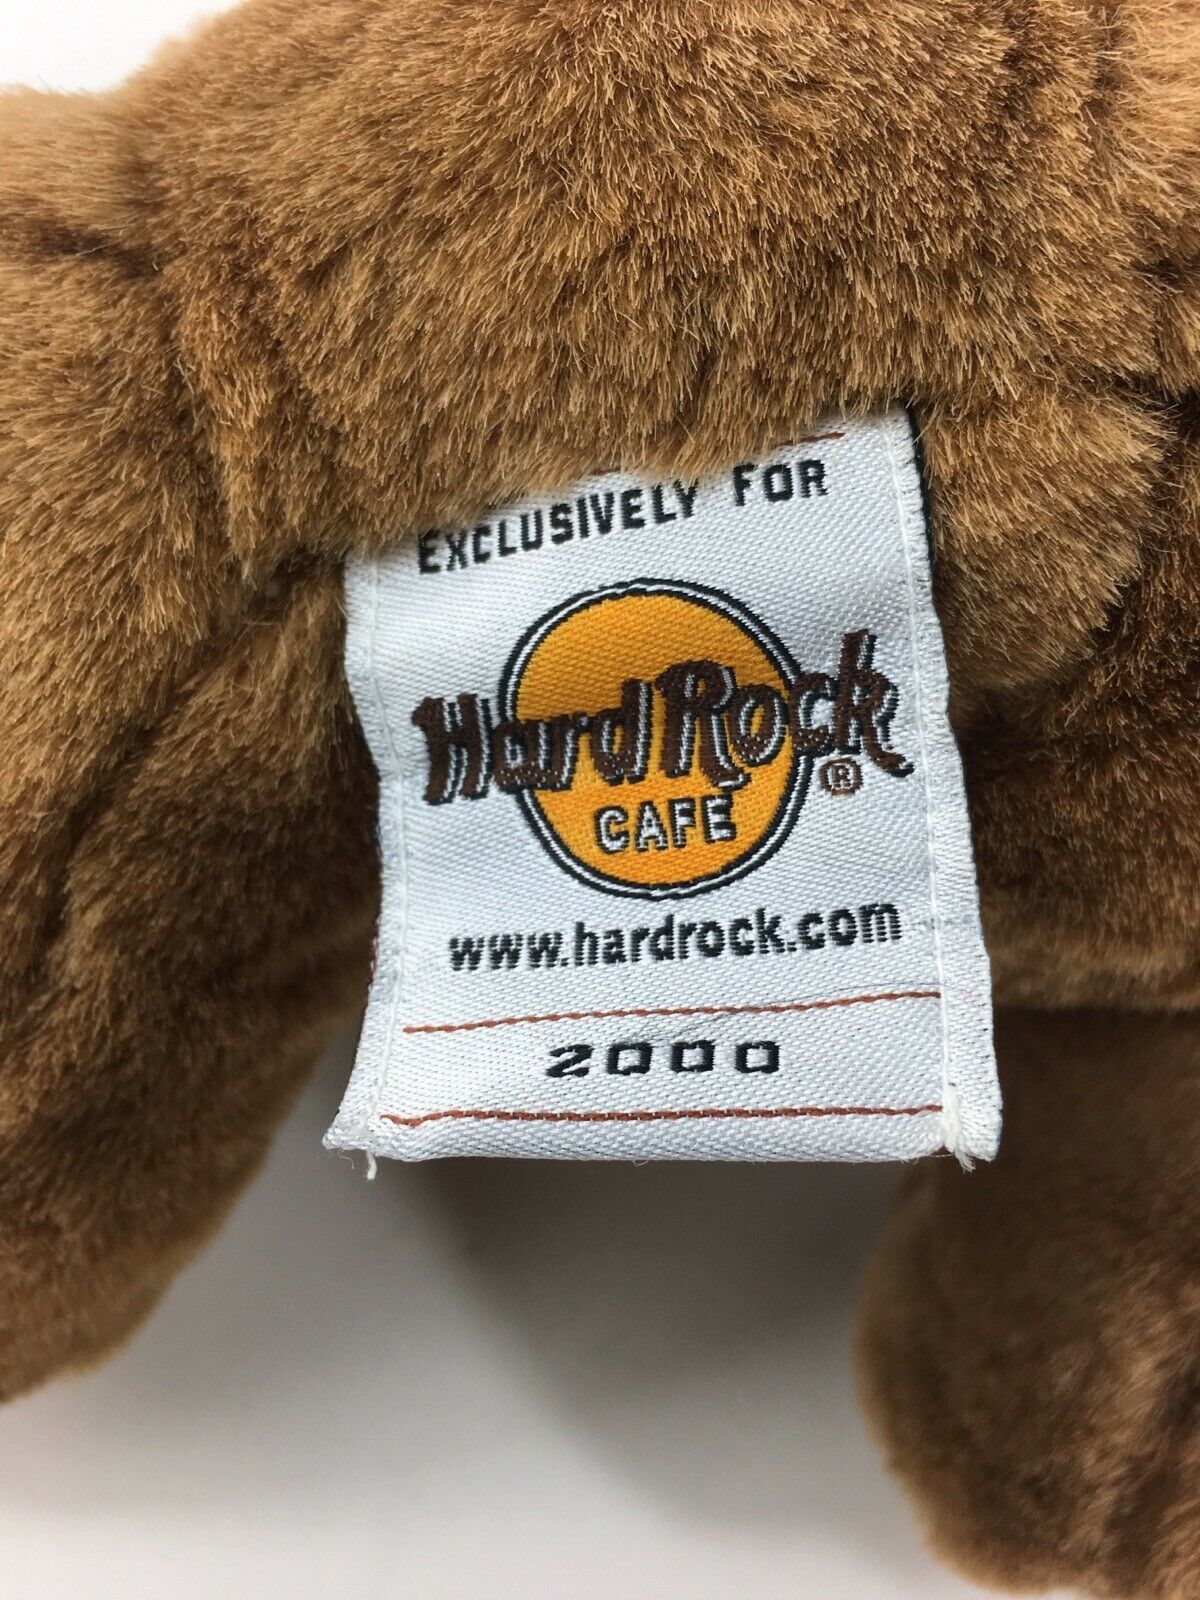 EXCLUSIVELY FOR
Hard Rock
®
CAFE
www.hardrock.com
2000